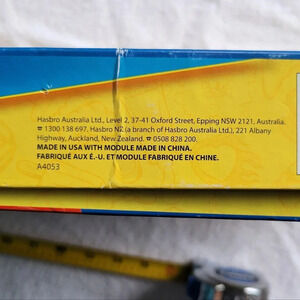 Hasbro Australia Ltd., Level 2, 37-41 Oxford Street, Epping NSW 2121, Australia.
☎ 1300 138 697. Hasbro NZ (a branch of Hasbro Australia Ltd.), 221 Albany
Highway, Auckland, New Zealand. ☎ 0508 828 200.
MADE IN USA WITH MODULE MADE IN CHINA.
FABRIQUÉ AUX É.-U. ET MODULE FABRIQUÉ EN CHINE.
A4053